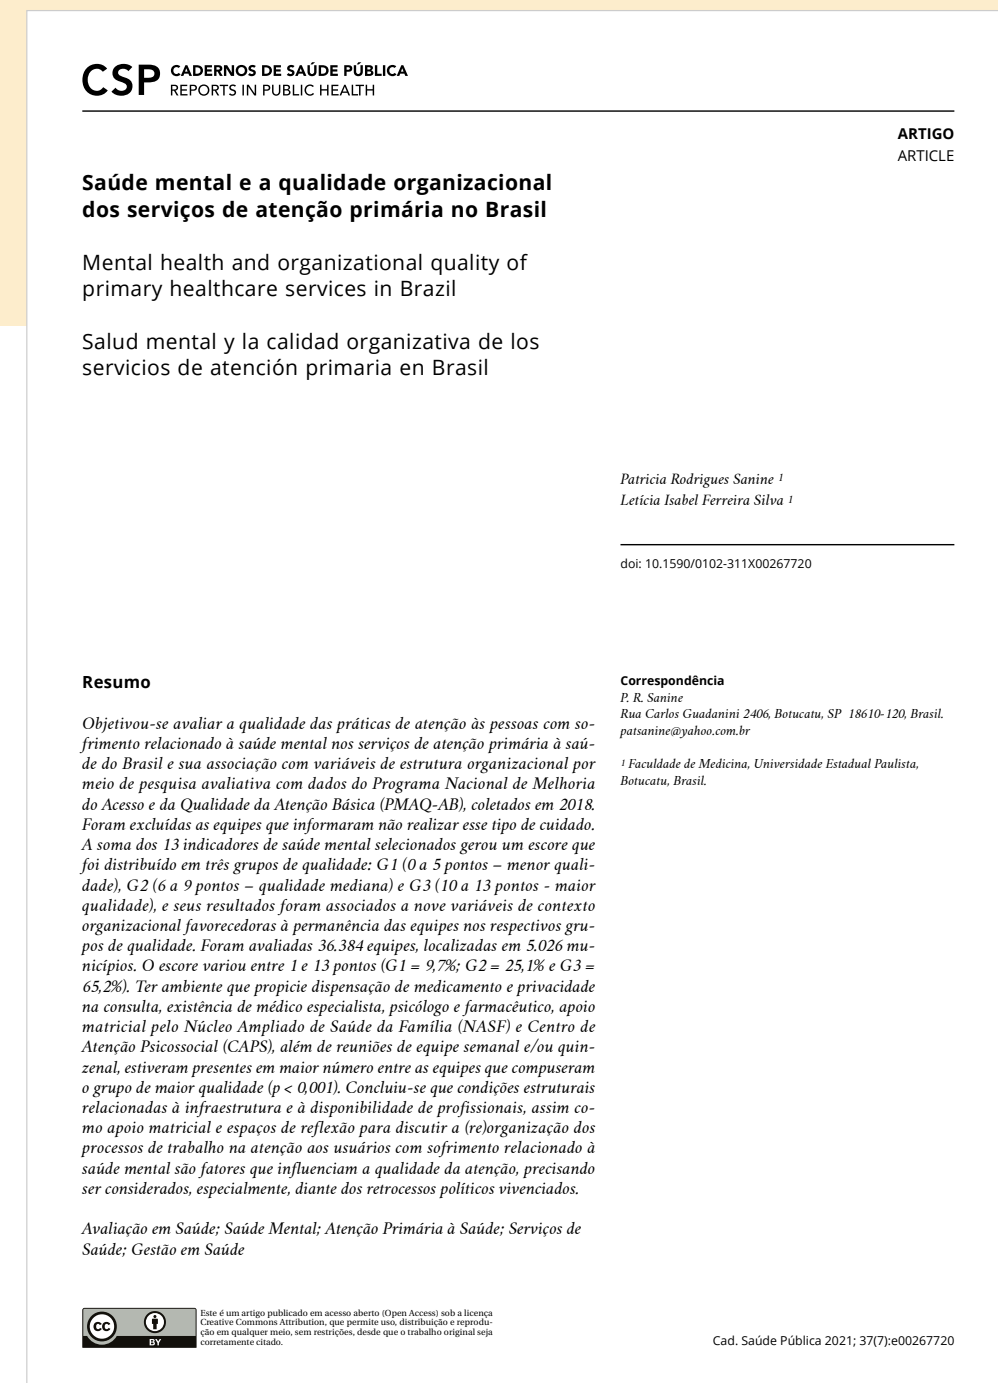 CSP CADERNOS DE SAÚDE PÚBLICA
REPORTS IN PUBLIC HEALTH
ARTIGO
ARTICLE
Saúde mental e a qualidade organizacional
dos serviços de atenção primária no Brasil
Mental health and organizational quality of
primary healthcare services in Brazil
Salud mental y la calidad organizativa de los
servicios de atención primaria en Brasil
Patricia Rodrigues Sanine 1
Letícia Isabel Ferreira Silva 1
doi: 10.1590/0102-311X00267720
Resumo
Objetivou-se avaliar a qualidade das práticas de atenção às pessoas com so-
frimento relacionado à saúde mental nos serviços de atenção primária à saú-
de do Brasil e sua associação com variáveis de estrutura organizacional por
meio de pesquisa avaliativa com dados do Programa Nacional de Melhoria
do Acesso e da Qualidade da Atenção Básica (PMAQ-AB), coletados em 2018.
Foram excluídas as equipes que informaram não realizar esse tipo de cuidado.
A soma dos 13 indicadores de saúde mental selecionados gerou um escore que
foi distribuído em três grupos de qualidade: G1 (0 a 5 pontos – menor quali-
dade), G2 (6 a 9 pontos – qualidade mediana) e G3 (10 a 13 pontos - maior
qualidade), e seus resultados foram associados a nove variáveis de contexto
organizacional favorecedoras à permanência das equipes nos respectivos gru-
pos de qualidade. Foram avaliadas 36.384 equipes, localizadas em 5.026 mu-
nicípios. O escore variou entre 1 e 13 pontos (G1 = 9,7%; G2 = 25,1% e G3 =
65,2%). Ter ambiente que propicie dispensação de medicamento e privacidade
na consulta, existência de médico especialista, psicólogo e farmacêutico, apoio
matricial pelo Núcleo Ampliado de Saúde da Família (NASF) e Centro de
Atenção Psicossocial (CAPS), além de reuniões de equipe semanal e/ou quin-
zenal, estiveram presentes em maior número entre as equipes que compuseram
o grupo de maior qualidade (p < 0,001). Concluiu-se que condições estruturais
relacionadas à infraestrutura e à disponibilidade de profissionais, assim co-
mo apoio matricial e espaços de reflexão para discutir a (re)organização dos
processos de trabalho na atenção aos usuários com sofrimento relacionado à
saúde mental são fatores que influenciam a qualidade da atenção, precisando
ser considerados, especialmente, diante dos retrocessos políticos vivenciados.
Avaliação em Saúde; Saúde Mental; Atenção Primária à Saúde; Serviços de
Saúde; Gestão em Saúde
Correspondência
P. R. Sanine
Rua Carlos Guadanini 2406, Botucatu, SP 18610-120, Brasil.
patsanine@yahoo.com.br
1 Faculdade de Medicina, Universidade Estadual Paulista,
Botucatu, Brasil.
CC BY
Este é um artigo publicado em acesso aberto (Open Access) sob a licença
Creative Commons Attribution, que permite uso, distribuição e reprodu-
ção em qualquer meio, sem restrições, desde que o trabalho original seja
corretamente citado.
Cad. Saúde Pública 2021; 37(7):e00267720